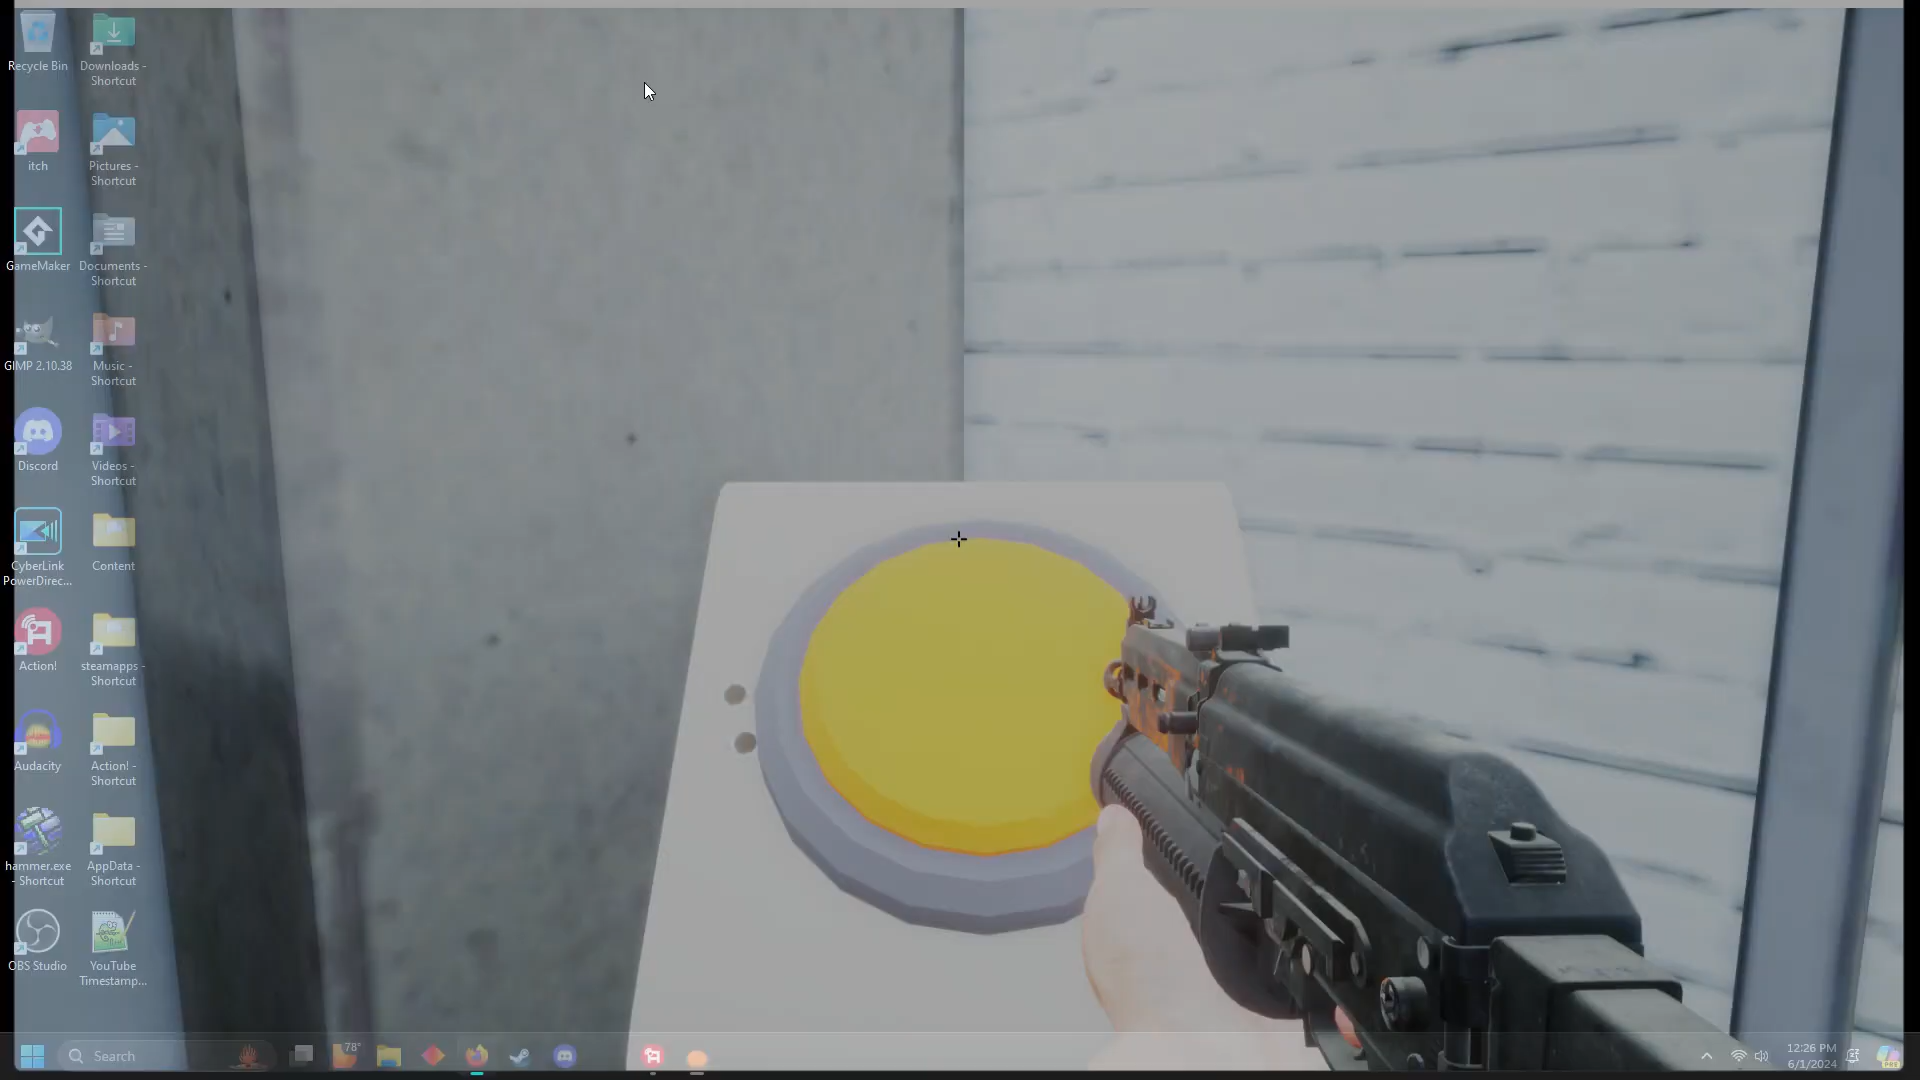 Recycle Bin
Downloads -
Shortcut
itch
Pictures -
Shortcut
GameMaker
Documents -
Shortcut
GIMP 2.10.38
Music -
Shortcut
Discord
Videos -
Shortcut
CyberLink
PowerDirec...
Content
Action!
steamapps -
Shortcut
Audacity
Action! -
Shortcut
hammer.exe
- Shortcut
AppData -
Shortcut
OBS Studio
YouTube
Timestamp...
Search
78°
12:26 PM
6/1/2024